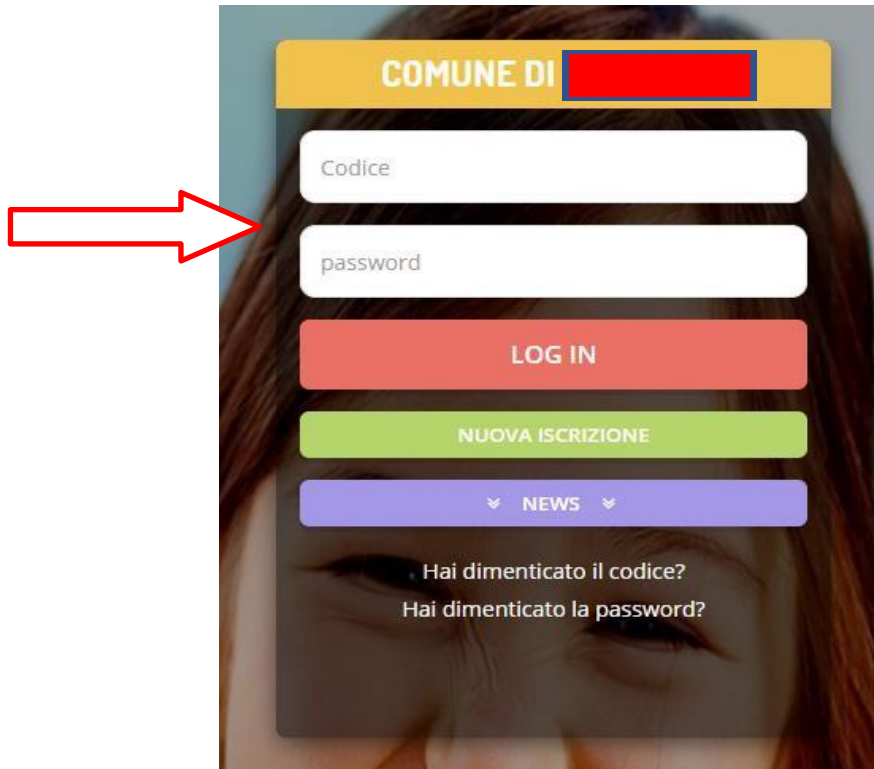 COMUNE DI
Codice
password
LOG IN
NUOVA ISCRIZIONE
NEWS
Hai dimenticato il codice?
Hai dimenticato la password?